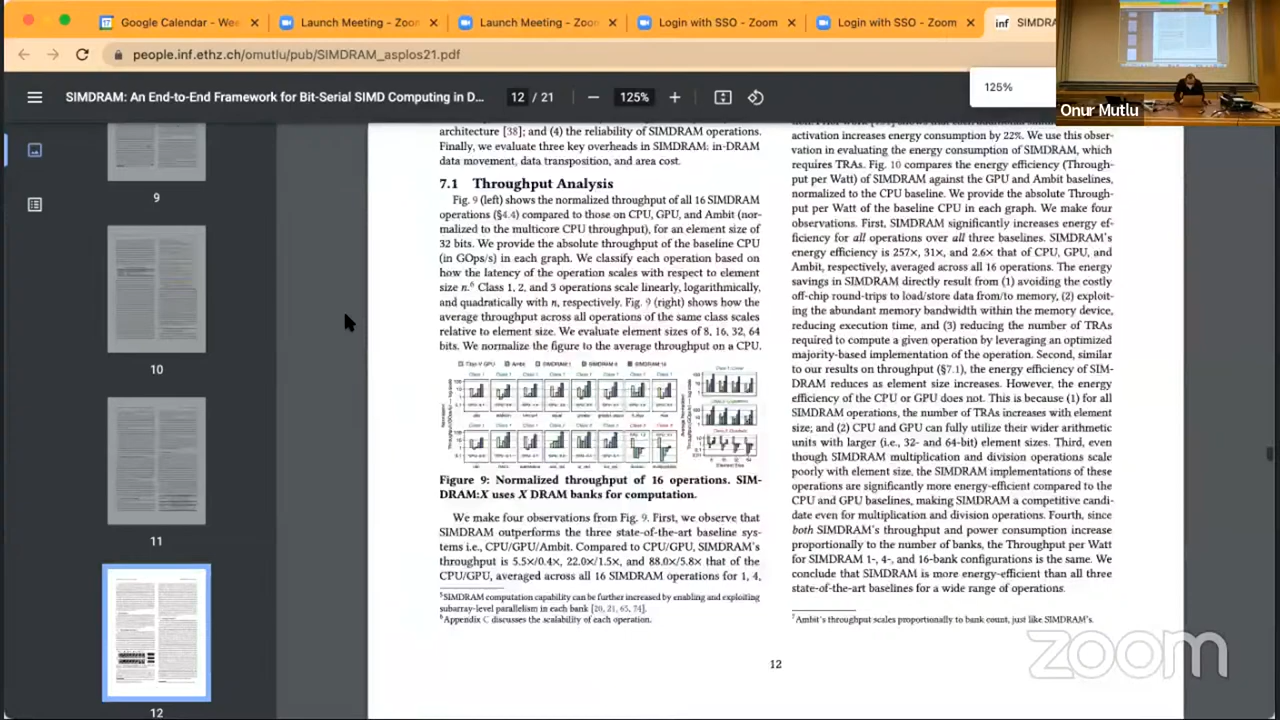 Google Calendar - Wee
Launch Meeting - Zoo
Launch Meeting - Zoo
Login with SSO - Zoom
Login with SSO - Zoom
inf SIMDRA
people.inf.ethz.ch/omutlu/pub/SIMDRAM_asplos21.pdf
SIMDRAM: An End-to-End Framework for Bit-Serial SIMD Computing in D...
12 / 21
125%
125%
Onur Mutlu
9
10
11
12
architecture [38]; and (4) the reliability of SIMDRAM operations.
Finally, we evaluate three key overheads in SIMDRAM: in-DRAM
data movement, data transposition, and area cost.
7.1 Throughput Analysis
Fig. 9 (left) shows the normalized throughput of all 16 SIMDRAM
operations (§4.4) compared to those on CPU, GPU, and Ambit (nor-
malized to the multicore CPU throughput), for an element size of
32 bits. We provide the absolute throughput of the baseline CPU
(in GOps/s) in each graph. We classify each operation based on
how the latency of the operation scales with respect to element
size n.6 Class 1, 2, and 3 operations scale linearly, logarithmically,
and quadratically with n, respectively. Fig. 9 (right) shows how the
average throughput across all operations of the same class scales
relative to element size. We evaluate element sizes of 8, 16, 32, 64
bits. We normalize the figure to the average throughput on a CPU.
Figure 9: Normalized throughput of 16 operations. SIM-
DRAM:X uses X DRAM banks for computation.
We make four observations from Fig. 9. First, we observe that
SIMDRAM outperforms the three state-of-the-art baseline sys-
tems i.e., CPU/GPU/Ambit. Compared to CPU/GPU, SIMDRAM's
throughput is 5.5×/0.4×, 22.0×/1.5×, and 88.0×/5.8× that of the
CPU/GPU, averaged across all 16 SIMDRAM operations for 1, 4,
5SIMDRAM computation capability can be further increased by enabling and exploiting
subarray-level parallelism in each bank [20, 21, 65, 74].
6Appendix C discusses the scalability of each operation.
activation increases energy consumption by 22%. We use this obser-
vation in evaluating the energy consumption of SIMDRAM, which
requires TRAs. Fig. 10 compares the energy efficiency (Through-
put per Watt) of SIMDRAM against the GPU and Ambit baselines,
normalized to the CPU baseline. We provide the absolute Through-
put per Watt of the baseline CPU in each graph. We make four
observations. First, SIMDRAM significantly increases energy ef-
ficiency for all operations over all three baselines. SIMDRAM's
energy efficiency is 257×, 31×, and 2.6× that of CPU, GPU, and
Ambit, respectively, averaged across all 16 operations. The energy
savings in SIMDRAM directly result from (1) avoiding the costly
off-chip round-trips to load/store data from/to memory, (2) exploit-
ing the abundant memory bandwidth within the memory device,
reducing execution time, and (3) reducing the number of TRAs
required to compute a given operation by leveraging an optimized
majority-based implementation of the operation. Second, similar
to our results on throughput (§7.1), the energy efficiency of SIM-
DRAM reduces as element size increases. However, the energy
efficiency of the CPU or GPU does not. This is because (1) for all
SIMDRAM operations, the number of TRAs increases with element
size; and (2) CPU and GPU can fully utilize their wider arithmetic
units with larger (i.e., 32- and 64-bit) element sizes. Third, even
though SIMDRAM multiplication and division operations scale
poorly with element size, the SIMDRAM implementations of these
operations are significantly more energy-efficient compared to the
CPU and GPU baselines, making SIMDRAM a competitive candi-
date even for multiplication and division operations. Fourth, since
both SIMDRAM's throughput and power consumption increase
proportionally to the number of banks, the Throughput per Watt
for SIMDRAM 1-, 4-, and 16-bank configurations is the same. We
conclude that SIMDRAM is more energy-efficient than all three
state-of-the-art baselines for a wide range of operations.
7Ambit's throughput scales proportionally to bank count, just like SIMDRAM's.
12
zoom